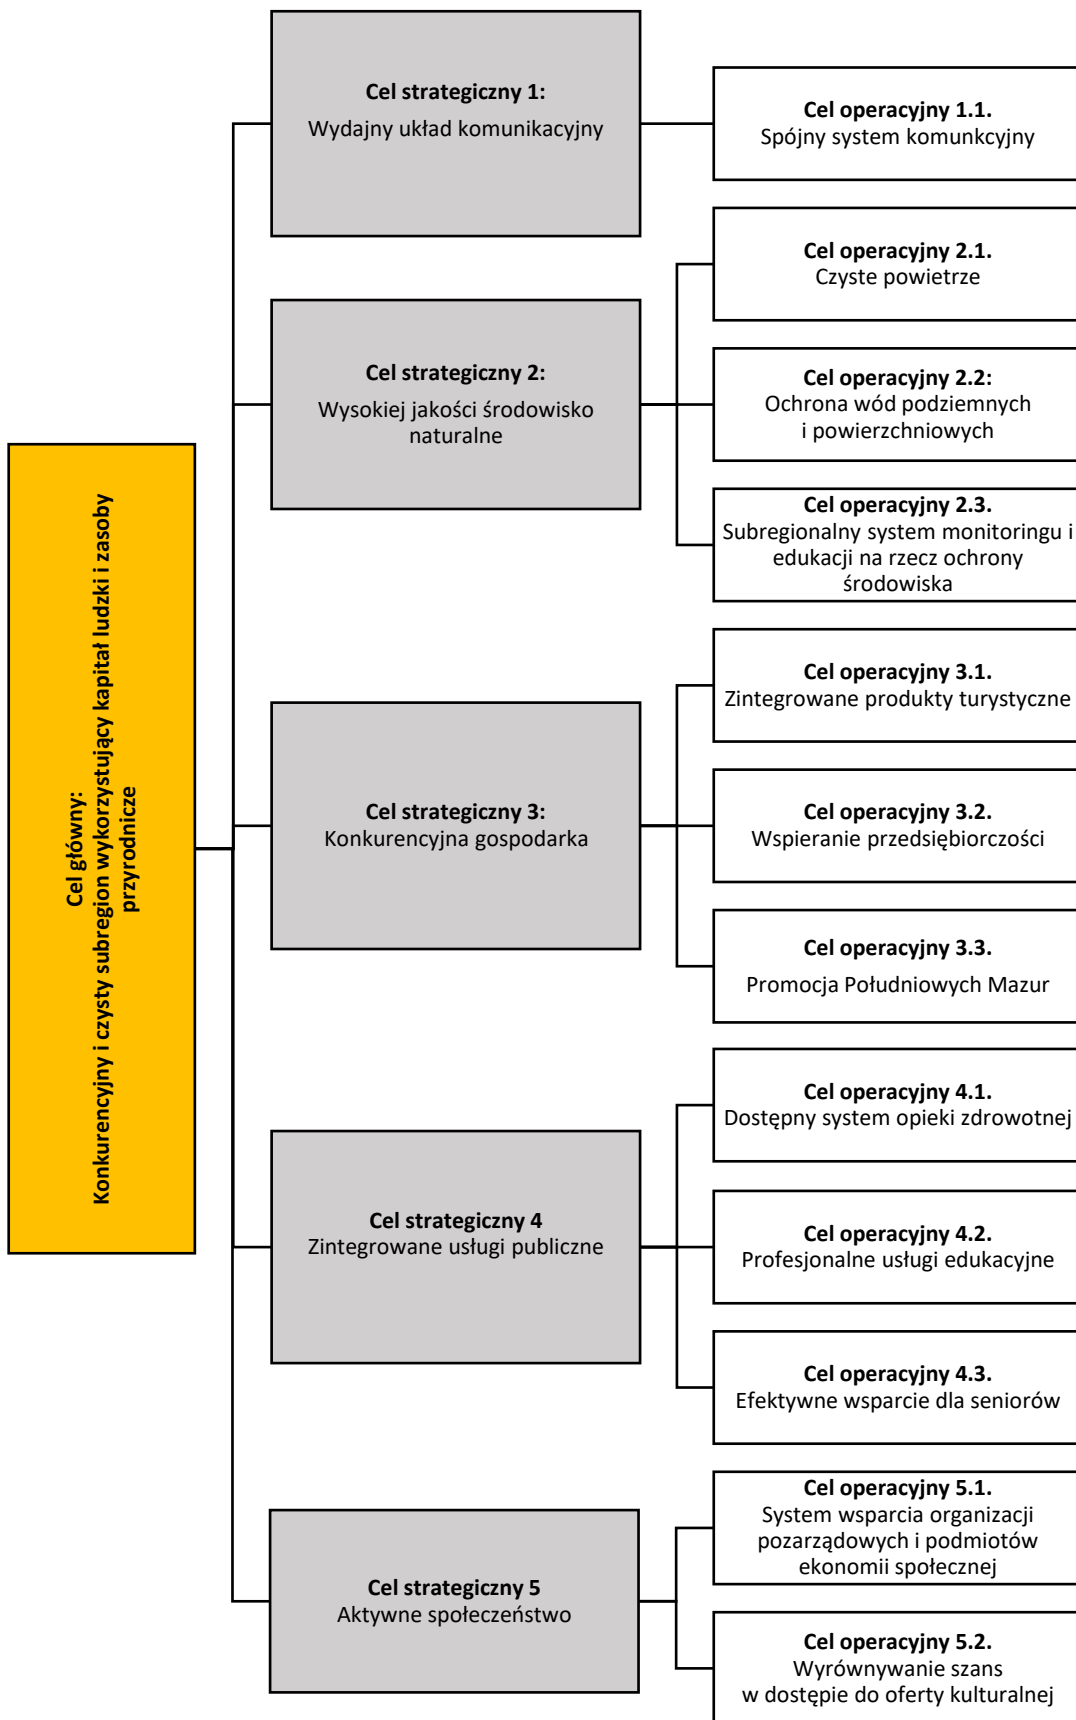 Cel główny:
Konkurencyjny i czysty subregion wykorzystujący kapitał ludzki i zasoby
przyrodnicze
Cel strategiczny 1:
Wydajny układ komunikacyjny
Cel operacyjny 1.1.
Spójny system komunkcyjny
Cel strategiczny 2:
Wysokiej jakości środowisko
naturalne
Cel operacyjny 2.1.
Czyste powietrze
Cel operacyjny 2.2:
Ochrona wód podziemnych
i powierzchniowych
Cel operacyjny 2.3.
Subregionalny system monitoringu i
edukacji na rzecz ochrony
środowiska
Cel strategiczny 3:
Konkurencyjna gospodarka
Cel operacyjny 3.1.
Zintegrowane produkty turystyczne
Cel operacyjny 3.2.
Wspieranie przedsiębiorczości
Cel operacyjny 3.3.
Promocja Południowych Mazur
Cel strategiczny 4
Zintegrowane usługi publiczne
Cel operacyjny 4.1.
Dostępny system opieki zdrowotnej
Cel operacyjny 4.2.
Profesjonalne usługi edukacyjne
Cel operacyjny 4.3.
Efektywne wsparcie dla seniorów
Cel strategiczny 5
Aktywne społeczeństwo
Cel operacyjny 5.1.
System wsparcia organizacji
pozarządowych i podmiotów
ekonomii społecznej
Cel operacyjny 5.2.
Wyrównywanie szans
w dostępie do oferty kulturalnej